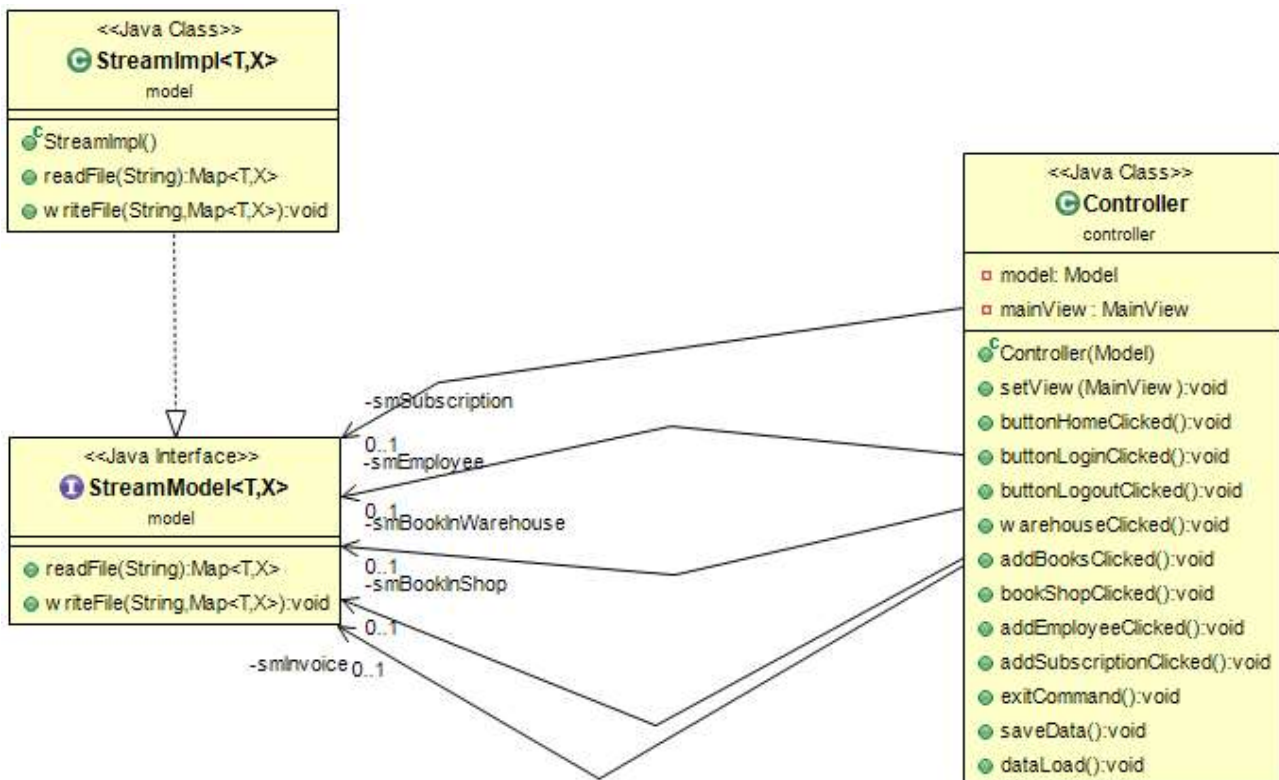 <<Java Class>>
StreamImpl<T,X>
model
StreamImpl()
readFile(String):Map<T,X>
writeFile(String,Map<T,X>):void
<<Java Interface>>
StreamModel<T,X>
model
readFile(String):Map<T,X>
writeFile(String,Map<T,X>):void
-smSubscription
0..1
-smEmployee
0..1
-smBookInWarehouse
0..1
-smBookInShop
0..1
-smInvoice
0..1
<<Java Class>>
Controller
controller
model: Model
mainView: MainView
Controller(Model)
setView(MainView):void
buttonHomeClicked():void
buttonLoginClicked():void
buttonLogoutClicked():void
warehouseClicked():void
addBooksClicked():void
bookShopClicked():void
addEmployeeClicked():void
addSubscriptionClicked():void
exitCommand():void
saveData():void
dataLoad():void